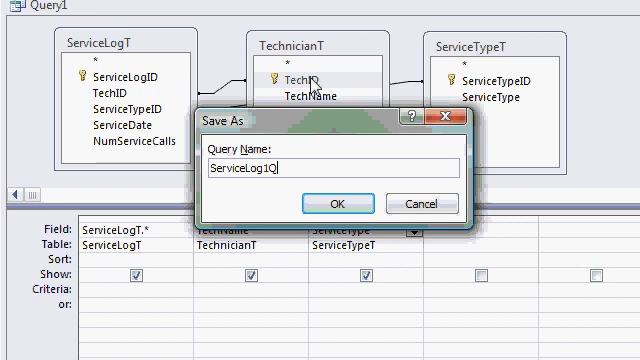 Query1
ServiceLogT
*
ServiceLogID
TechID
ServiceTypeID
ServiceDate
NumServiceCalls
TechnicianT
*
TechID
TechName
ServiceTypeT
*
ServiceTypeID
ServiceType
Save As
Query Name:
ServiceLog1Q
OK Cancel
Field: ServiceLogT.* TechName ServiceType
Table: ServiceLogT TechnicianT ServiceTypeT
Sort:
Show:
Criteria:
or: